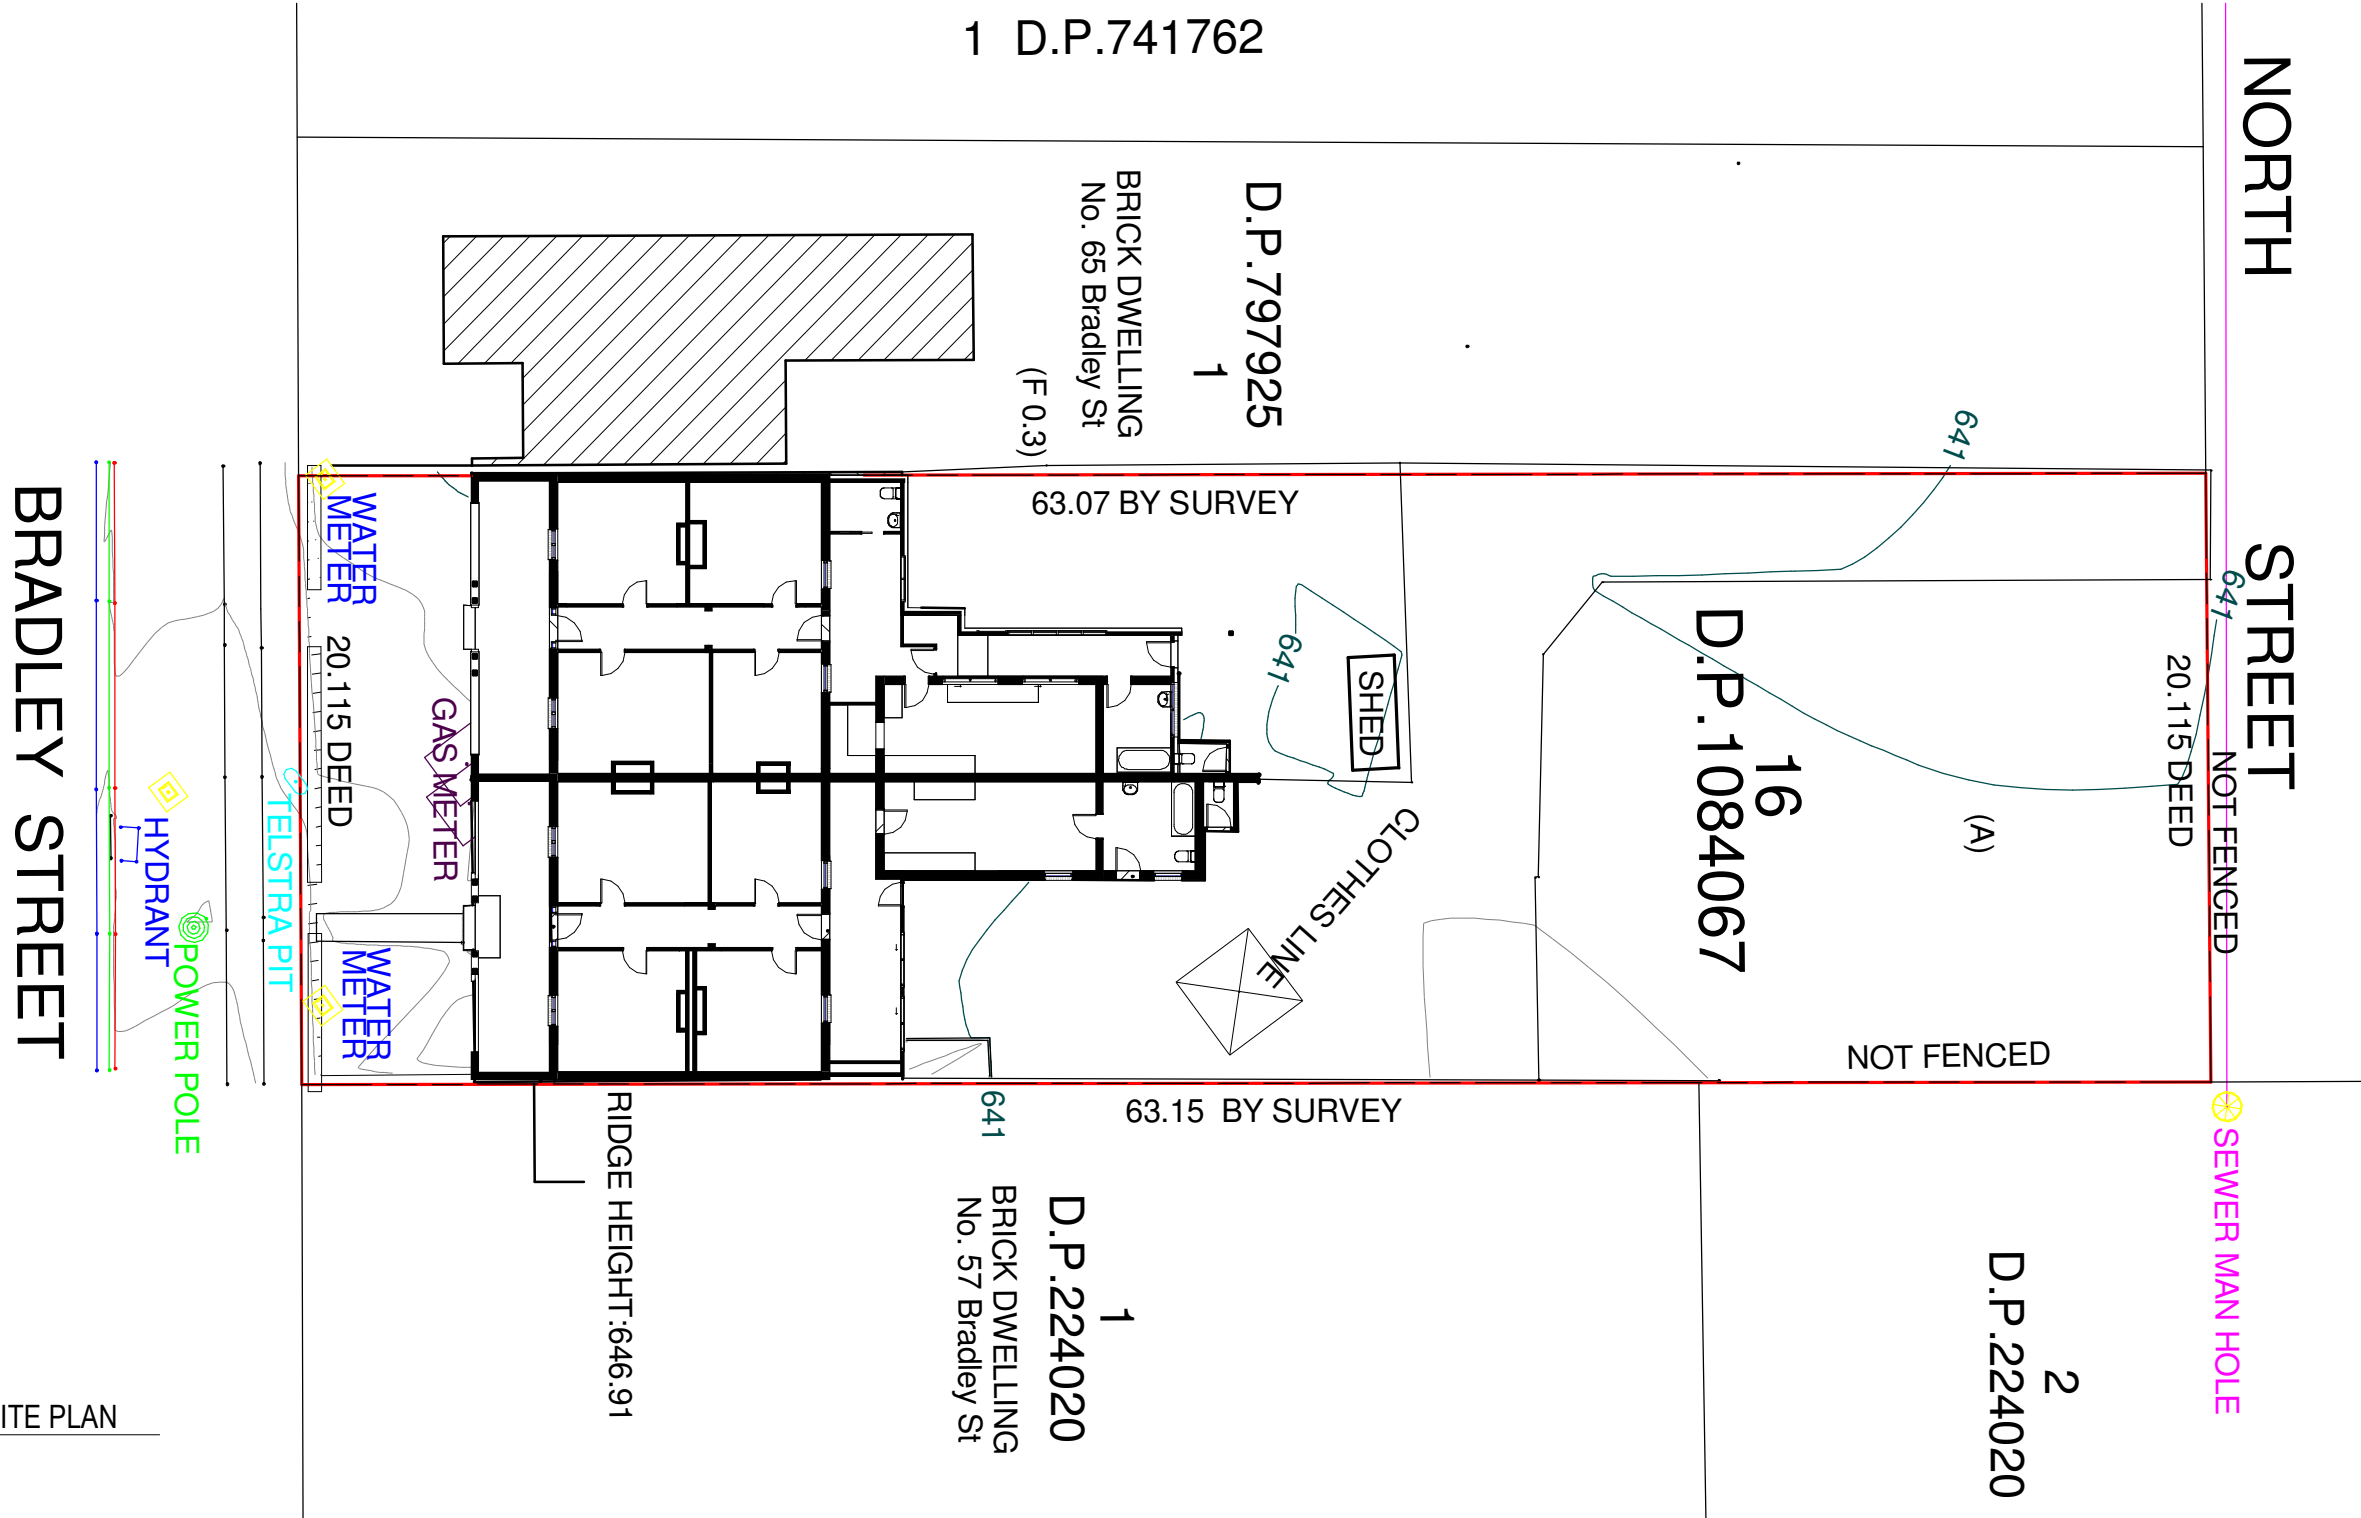 1 D.P.741762
NORTH STREET
D.P.797925
1
BRICK DWELLING
No. 65 Bradley St
(F 0.3)
641
63.07 BY SURVEY
WATER
METER
20.115 DEED
GAS METER
BRADLEY STREET
HYDRANT
TELSTRA PIT
POWER POLE
WATER
METER
641
SHED
CLOTHES LINE
16
D.P.1084067
(A)
641
20.115 DEED
NOT FENCED
NOT FENCED
63.15 BY SURVEY
641
RIDGE HEIGHT:646.91
1
D.P.224020
BRICK DWELLING
No. 57 Bradley St
2
D.P.224020
SEWER MAN HOLE
ITE PLAN